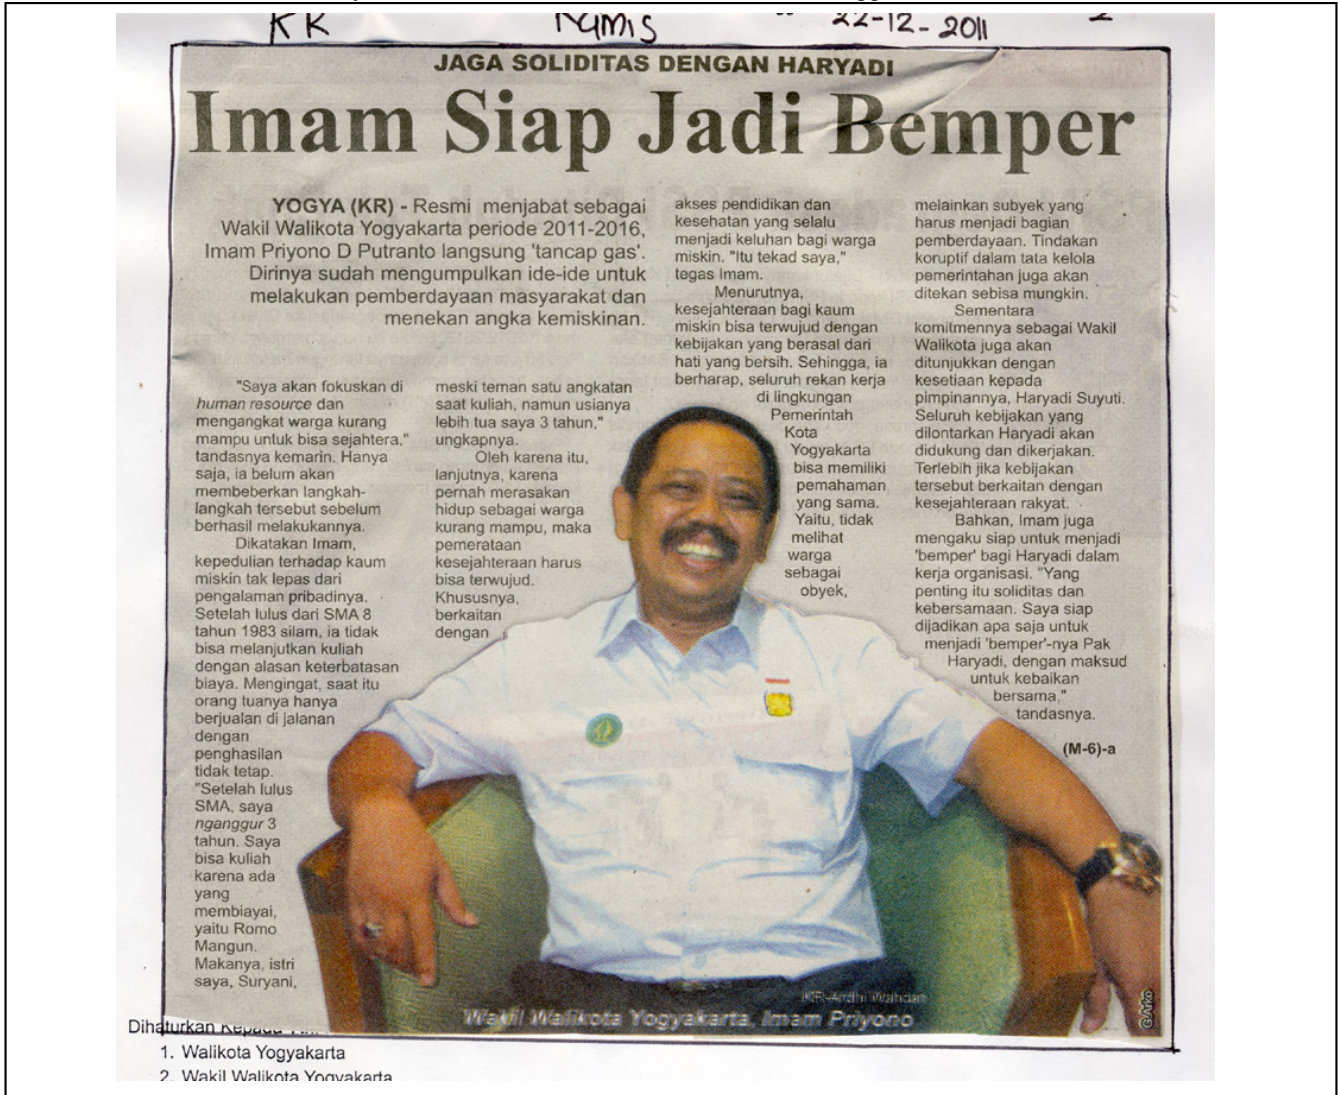 KK Kamis 22-12-2011
JAGA SOLIDITAS DENGAN HARYADI
Imam Siap Jadi Bemper
YOGYA (KR) - Resmi menjabat sebagai
Wakil Walikota Yogyakarta periode 2011-2016,
Imam Priyono D Putranto langsung 'tancap gas'.
Dirinya sudah mengumpulkan ide-ide untuk
melakukan pemberdayaan masyarakat dan
menekan angka kemiskinan.
"Saya akan fokuskan di
human resource dan
mengangkat warga kurang
mampu untuk bisa sejahtera,"
tandasnya kemarin. Hanya
saja, ia belum akan
membeberkan langkah-
langkah tersebut sebelum
berhasil melakukannya.
Dikatakan Imam,
kepedulian terhadap kaum
miskin tak lepas dari
pengalaman pribadinya.
Setelah lulus dari SMA 8
tahun 1983 silam, ia tidak
bisa melanjutkan kuliah
dengan alasan keterbatasan
biaya. Mengingat, saat itu
orang tuanya hanya
berjualan di jalanan
dengan
penghasilan
tidak tetap.
"Setelah lulus
SMA, saya
nganggur 3
tahun. Saya
bisa kuliah
karena ada
yang
membiayai,
yaitu Romo
Mangun.
Makanya, istri
saya, Suryani,
meski teman satu angkatan
saat kuliah, namun usianya
lebih tua saya 3 tahun,"
ungkapnya.
Oleh karena itu,
lanjutnya, karena
pernah merasakan
hidup sebagai warga
kurang mampu, maka
pemerataan
kesejahteraan harus
bisa terwujud.
Khususnya,
berkaitan
dengan
akses pendidikan dan
kesehatan yang selalu
menjadi keluhan bagi warga
miskin. "Itu tekad saya,"
tegas Imam.
Menurutnya,
kesejahteraan bagi kaum
miskin bisa terwujud dengan
kebijakan yang berasal dari
hati yang bersih. Sehingga, ia
berharap, seluruh rekan kerja
di lingkungan
Pemerintah
Kota
Yogyakarta
bisa memiliki
pemahaman
yang sama.
Yaitu, tidak
melihat
warga
sebagai
obyek,
melainkan subyek yang
harus menjadi bagian
pemberdayaan. Tindakan
koruptif dalam tata kelola
pemerintahan juga akan
ditekan sebisa mungkin.
Sementara
komitmennya sebagai Wakil
Walikota juga akan
ditunjukkan dengan
kesetiaan kepada
pimpinannya, Haryadi Suyuti.
Seluruh kebijakan yang
dilontarkan Haryadi akan
didukung dan dikerjakan.
Terlebih jika kebijakan
tersebut berkaitan dengan
kesejahteraan rakyat.
Bahkan, Imam juga
mengaku siap untuk menjadi
'bemper' bagi Haryadi dalam
kerja organisasi. "Yang
penting itu soliditas dan
kebersamaan. Saya siap
dijadikan apa saja untuk
menjadi 'bemper'-nya Pak
Haryadi, dengan maksud
untuk kebaikan
bersama,"
tandasnya.
(M-6)-a
KR-Ardhi Wahdan
Wakil Walikota Yogyakarta, Imam Priyono
G.Arko
Dihaturkan Kepada
1. Walikota Yogyakarta
2. Wakil Walikota Yogyakarta